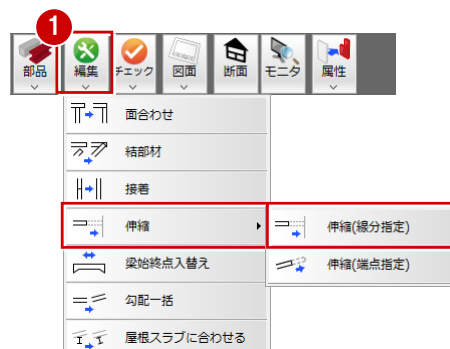 1
部品 編集 チェック 図面 断面 モニタ 属性
面合わせ
結部材
接着
伸縮 伸縮(線分指定)
梁始終点入替え 伸縮(端点指定)
勾配一括
屋根スラブに合わせる